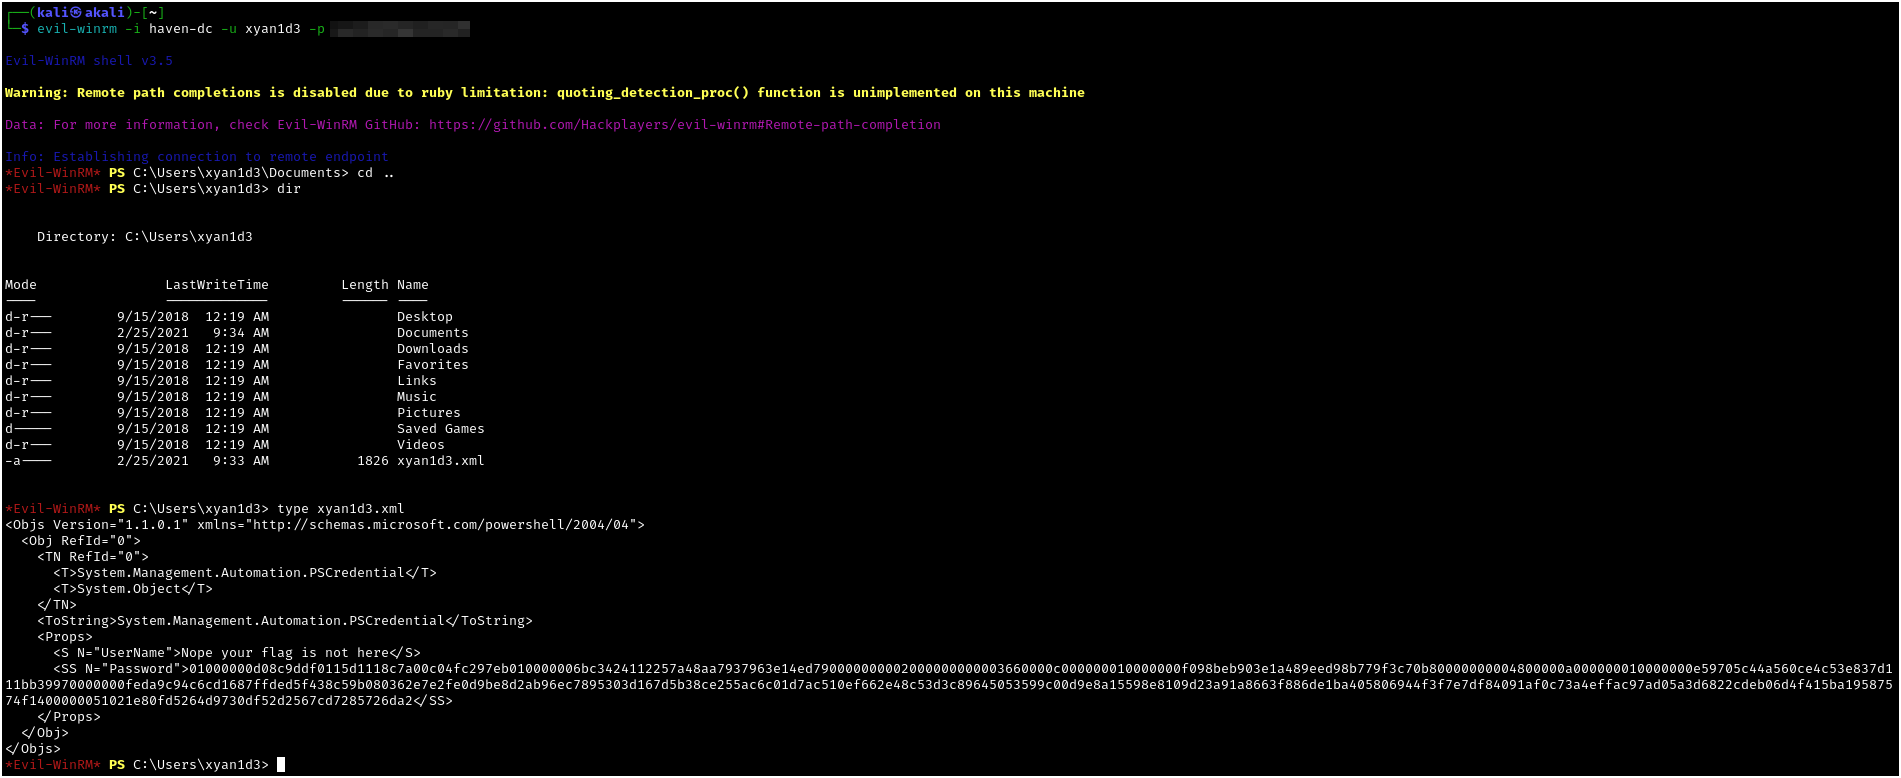 ┌──(kali㉿akali)-[~]
└─$ evil-winrm -i haven-dc -u xyan1d3 -p
Evil-WinRM shell v3.5
Warning: Remote path completions is disabled due to ruby limitation: quoting_detection_proc() function is unimplemented on this machine
Data: For more information, check Evil-WinRM GitHub: https://github.com/Hackplayers/evil-winrm#Remote-path-completion
Info: Establishing connection to remote endpoint
*Evil-WinRM* PS C:\Users\xyan1d3\Documents> cd ..
*Evil-WinRM* PS C:\Users\xyan1d3> dir
    Directory: C:\Users\xyan1d3
Mode                LastWriteTime         Length Name
----                -------------         ------ ----
d-r---        9/15/2018  12:19 AM                Desktop
d-r---        2/25/2021   9:34 AM                Documents
d-r---        9/15/2018  12:19 AM                Downloads
d-r---        9/15/2018  12:19 AM                Favorites
d-r---        9/15/2018  12:19 AM                Links
d-r---        9/15/2018  12:19 AM                Music
d-r---        9/15/2018  12:19 AM                Pictures
d-----        9/15/2018  12:19 AM                Saved Games
d-r---        9/15/2018  12:19 AM                Videos
-a----        2/25/2021   9:33 AM           1826 xyan1d3.xml
*Evil-WinRM* PS C:\Users\xyan1d3> type xyan1d3.xml
<Objs Version="1.1.0.1" xmlns="http://schemas.microsoft.com/powershell/2004/04">
  <Obj RefId="0">
    <TN RefId="0">
      <T>System.Management.Automation.PSCredential</T>
      <T>System.Object</T>
    </TN>
    <ToString>System.Management.Automation.PSCredential</ToString>
    <Props>
      <S N="UserName">Nope your flag is not here</S>
      <SS N="Password">01000000d08c9ddf0115d1118c7a00c04fc297eb010000006bc3424112257a48aa7937963e14ed790000000002000000000003660000c000000010000000f098beb903e1a489eed98b779f3c70b80000000004800000a000000010000000e59705c44a560ce4c53e837d1
11bb39970000000feda9c94c6cd1687ffded5f438c59b080362e7e2fe0d9be8d2ab96ec7895303d167d5b38ce255ac6c01d7ac510ef662e48c53d3c89645053599c00d9e8a15598e8109d23a91a8663f886de1ba405806944f3f7e7df84091af0c73a4effac97ad05a3d6822cdeb06d4f415ba19587574f1400000051021e80fd5264d9730df52d2567cd7285726da2</SS>
    </Props>
  </Obj>
</Objs>
*Evil-WinRM* PS C:\Users\xyan1d3>